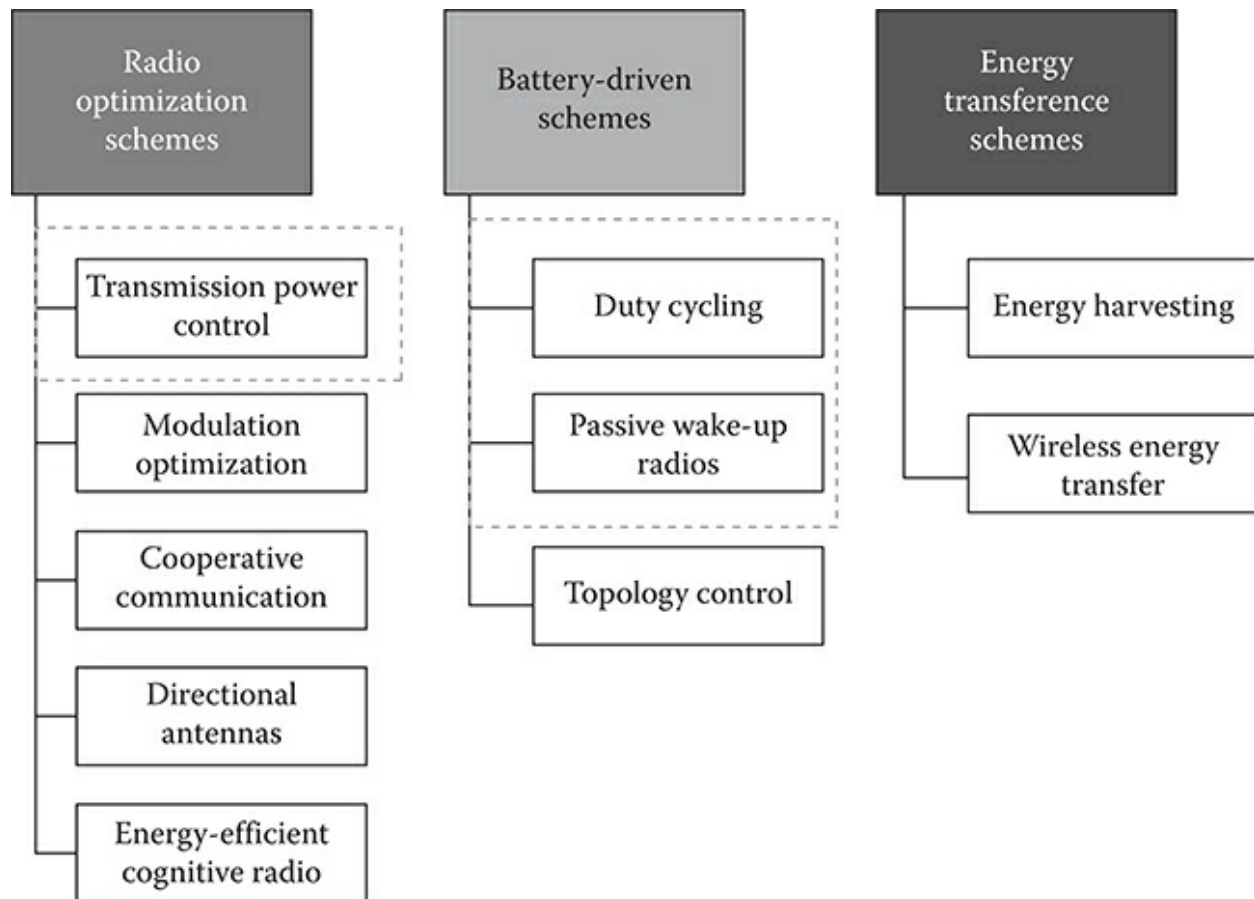 Radio
optimization
schemes
Transmission power
control
Modulation
optimization
Cooperative
communication
Directional
antennas
Energy-efficient
cognitive radio
Battery-driven
schemes
Duty cycling
Passive wake-up
radios
Topology control
Energy
transference
schemes
Energy harvesting
Wireless energy
transfer